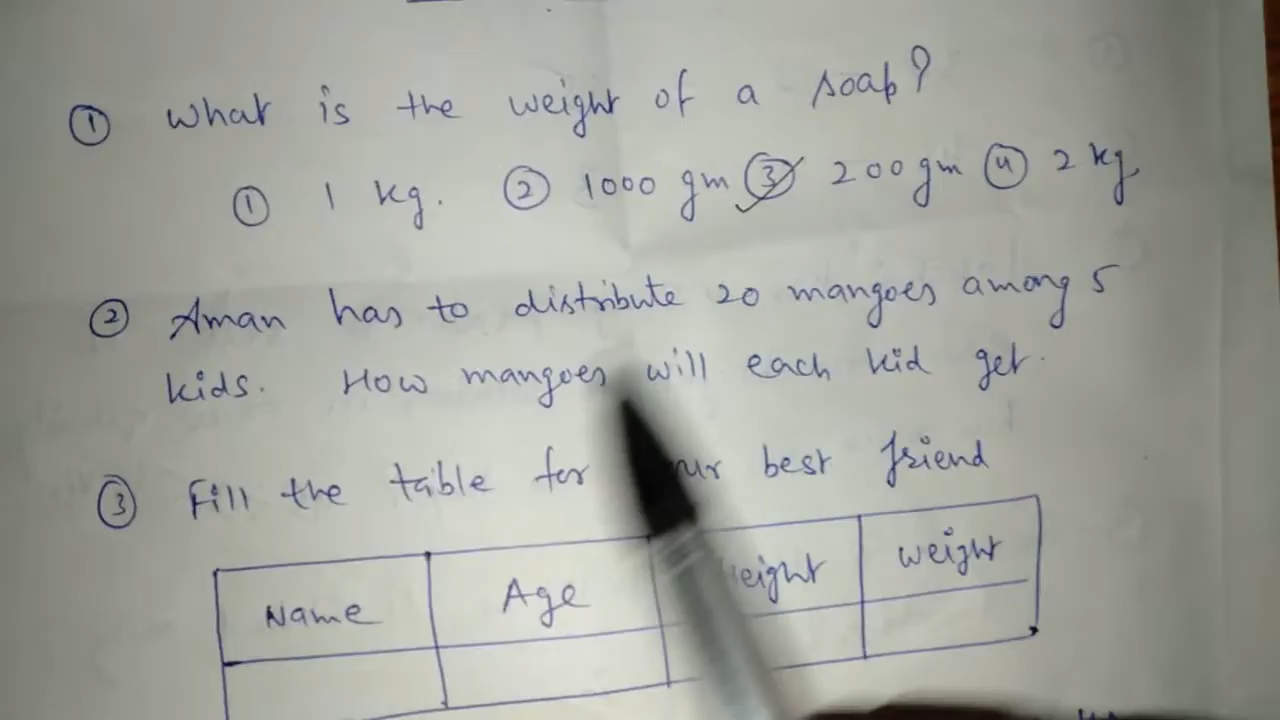 ① What is the weight of a soap?
① 1 kg. ② 1000 gm ③ 200 gm ④ 2 kg.
② Aman has to distribute 20 mangoes among 5
kids. How mangoes will each kid get.
③ Fill the table for best friend
Name Age weight